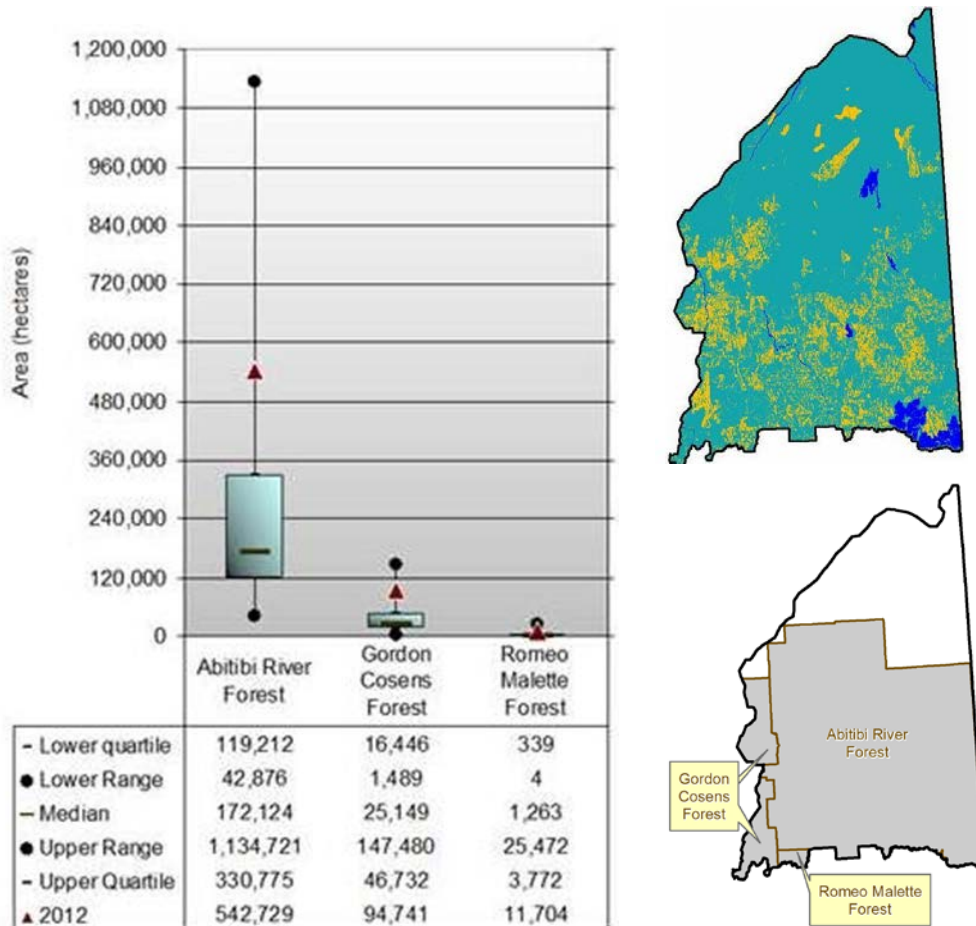 1,200,000
1,080,000
960,000
840,000
720,000
600,000
480,000
360,000
240,000
120,000
0
Area (hectares)
Abitibi River
Forest
Gordon
Cosens
Forest
Romeo
Malette
Forest
Lower quartile 119,212 16,446 339
Lower Range 42,876 1,489 4
Median 172,124 25,149 1,263
Upper Range 1,134,721 147,480 25,472
Upper Quartile 330,775 46,732 3,772
2012 542,729 94,741 11,704
Abitibi River
Forest
Gordon
Cosens
Forest
Romeo Malette
Forest